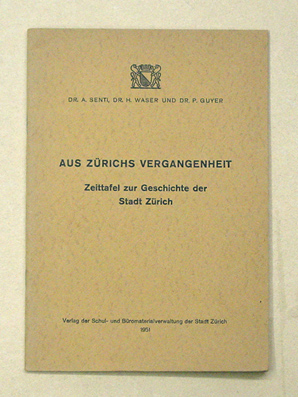 DR. A. SENTI, DR. H. WASER UND DR. P. GUYER
AUS ZÜRICHS VERGANGENHEIT
Zeittafel zur Geschichte der
Stadt Zürich
Verlag der Schul- und Büromaterialverwaltung der Stadt Zürich
1951